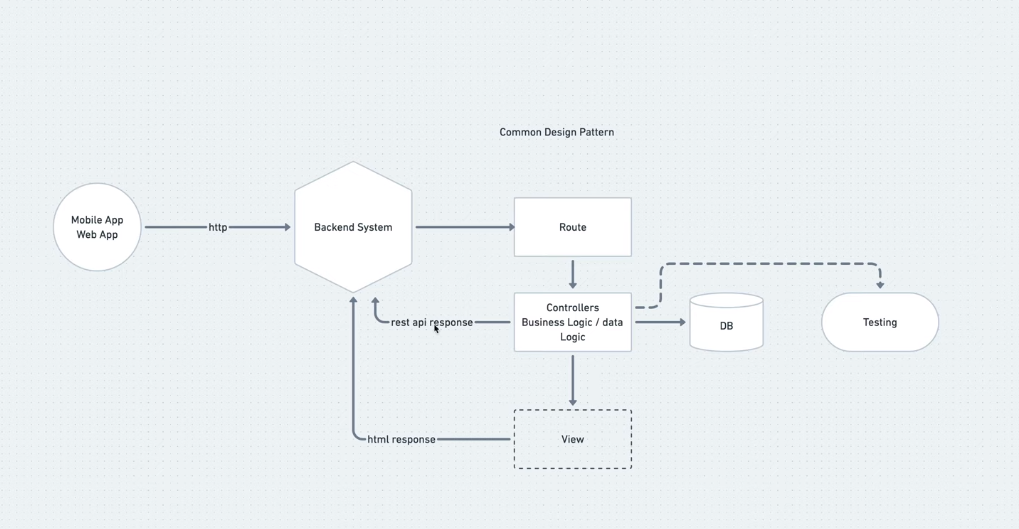 Common Design Pattern
Mobile App
Web App
http
Backend System
Route
Controllers
Business Logic / data
Logic
rest api response
DB
Testing
html response
View